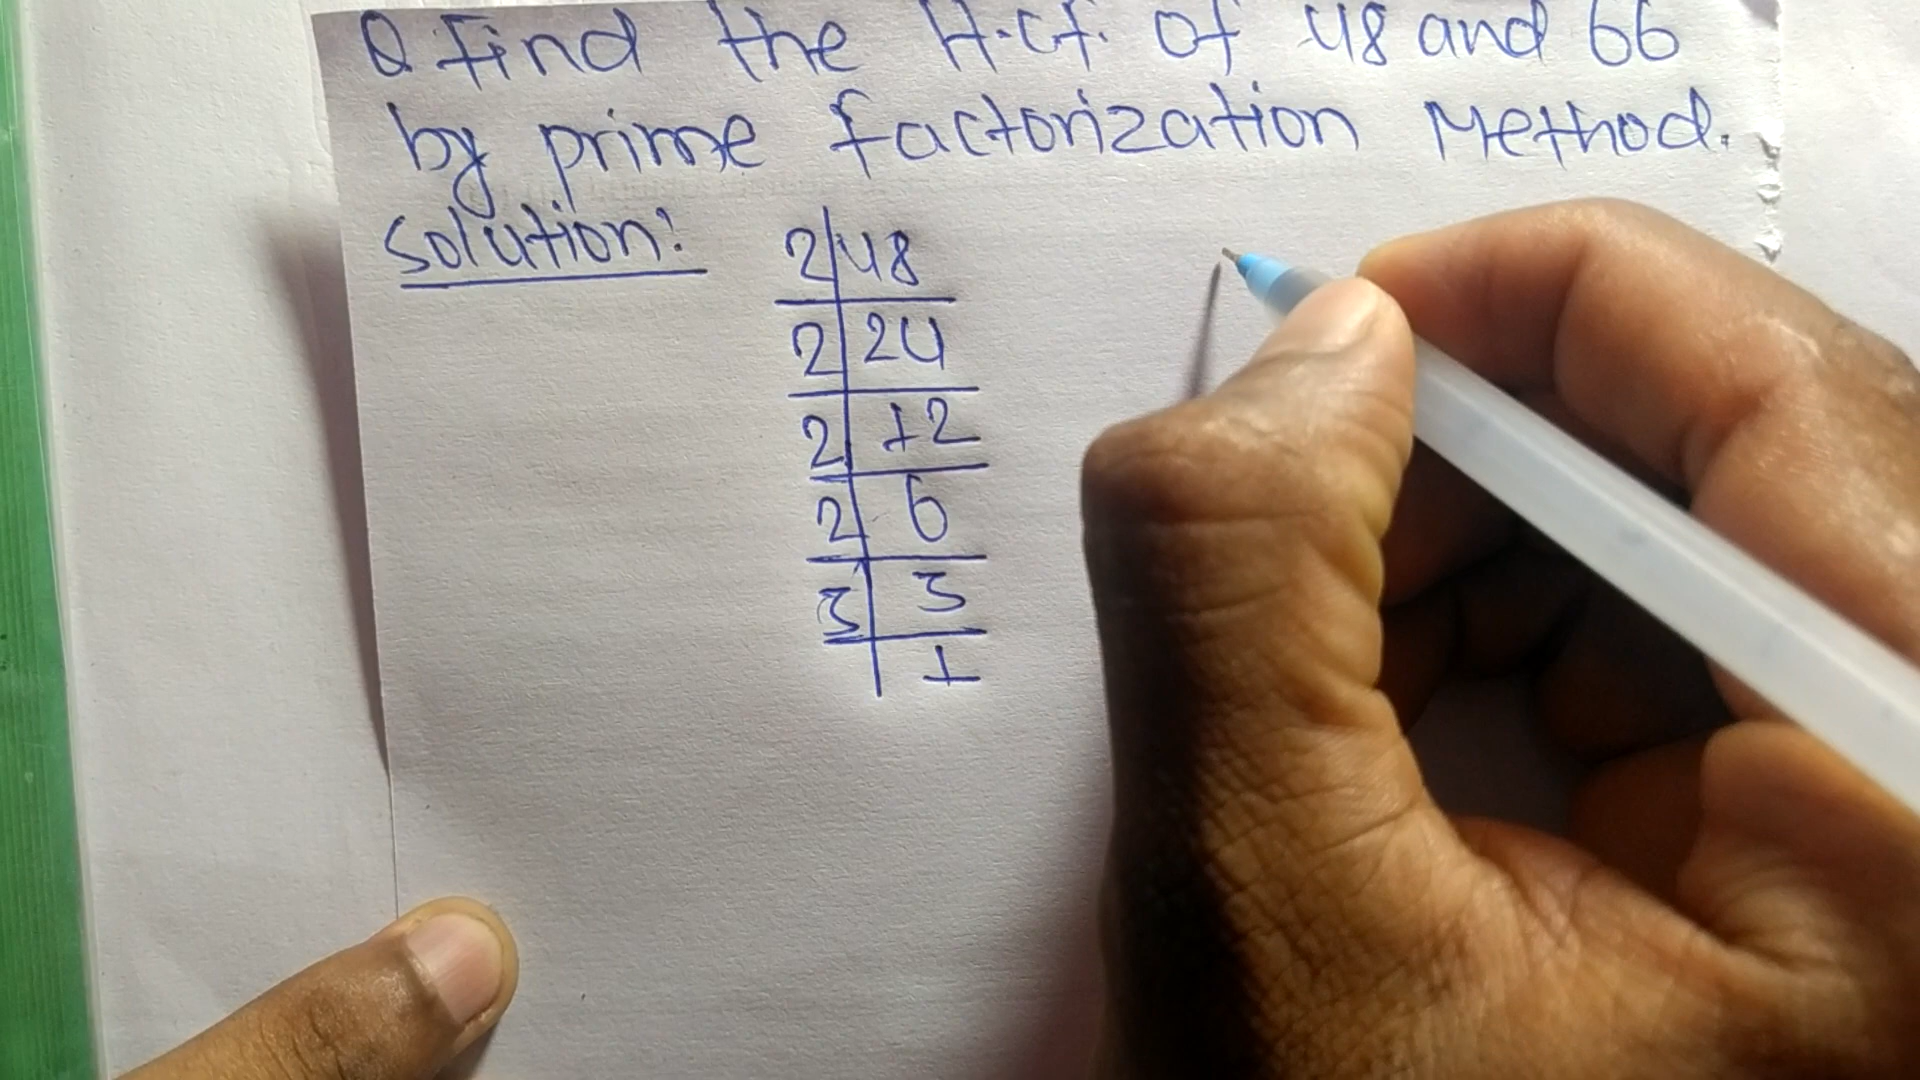 Q Find the H.C.f. of 48 and 66
by prime factorization Method.
Solution:
2 48
2 24
2 12
2 6
3 3
1